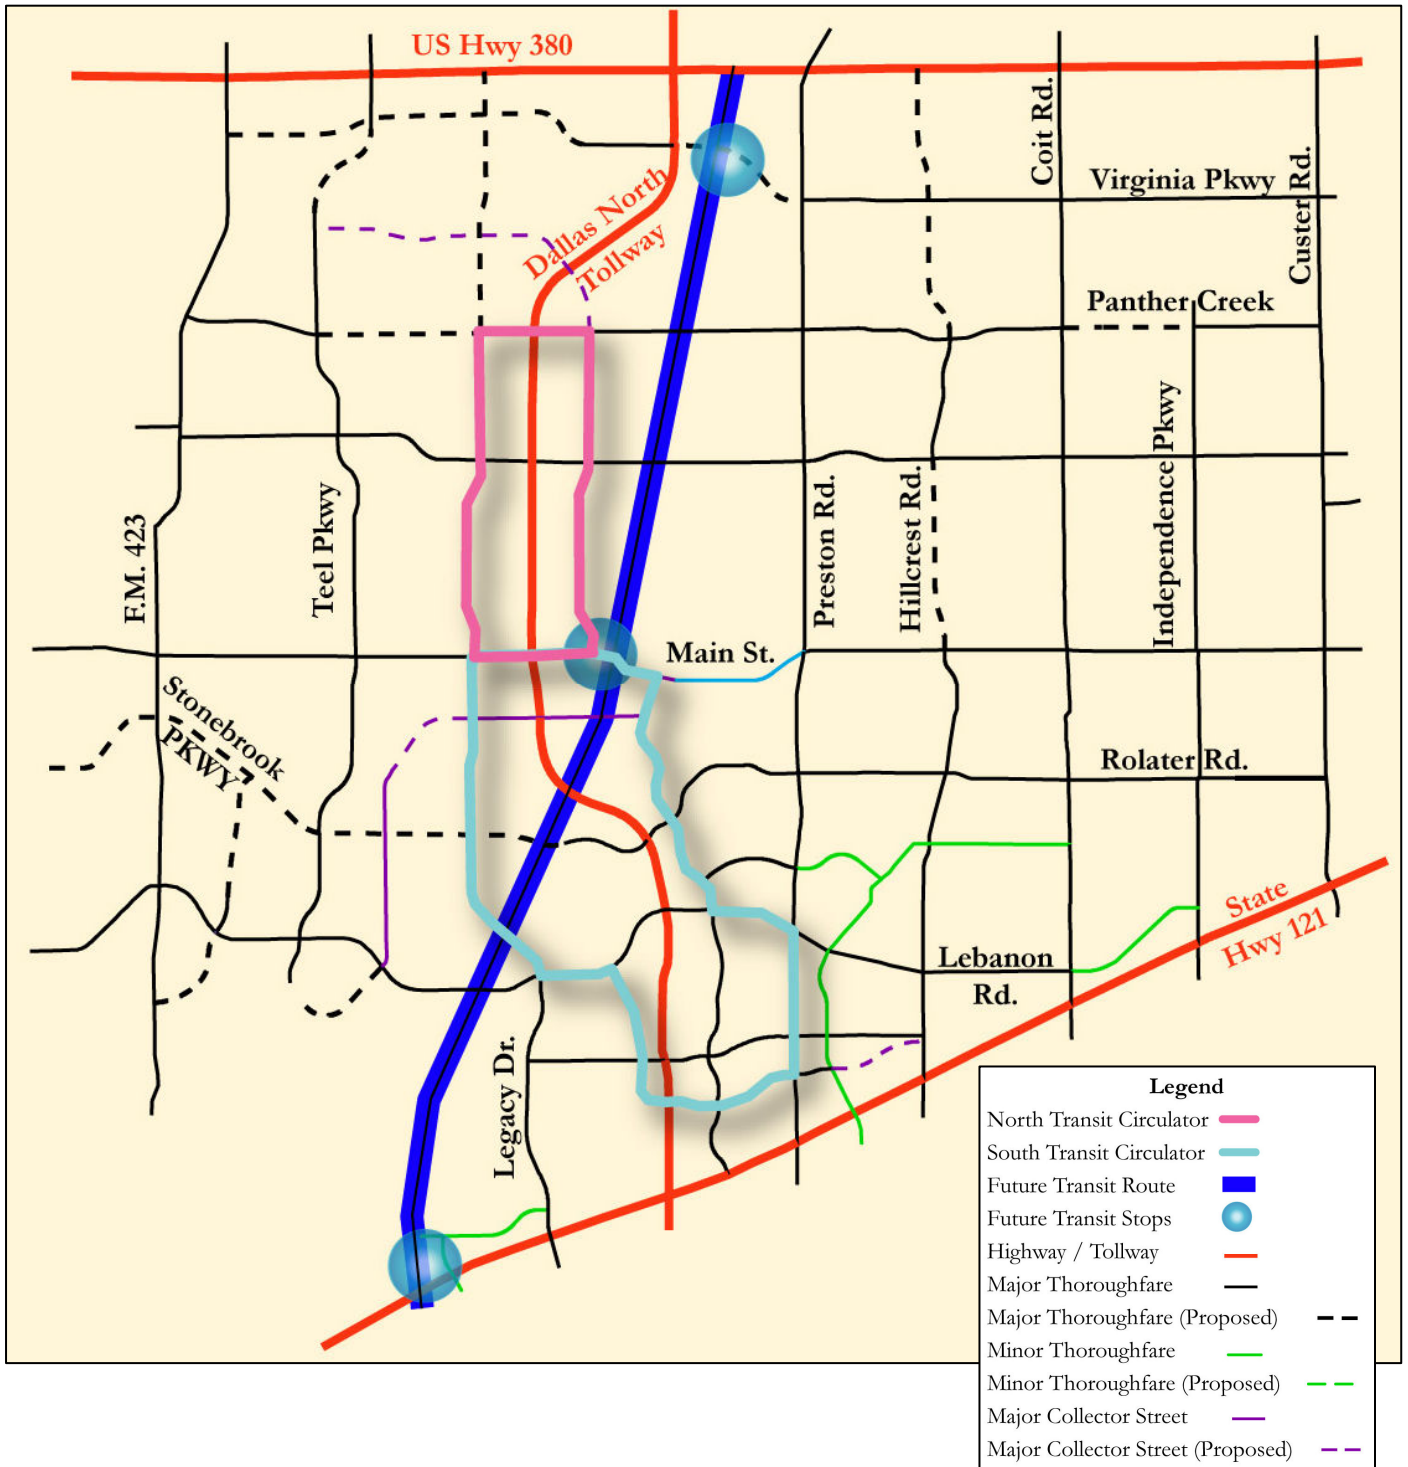 US Hwy 380
Coit Rd.
Virginia Pkwy
Custer Rd.
Dallas North
Tollway
Panther Creek
Independence Pkwy
Preston Rd.
Hillcrest Rd.
Teel Pkwy
F.M. 423
Main St.
Stonebrook
PKWY
Rolater Rd.
State
Hwy 121
Lebanon
Rd.
Legacy Dr.
Legend
North Transit Circulator
South Transit Circulator
Future Transit Route
Future Transit Stops
Highway / Tollway
Major Thoroughfare
Major Thoroughfare (Proposed)
Minor Thoroughfare
Minor Thoroughfare (Proposed)
Major Collector Street
Major Collector Street (Proposed)